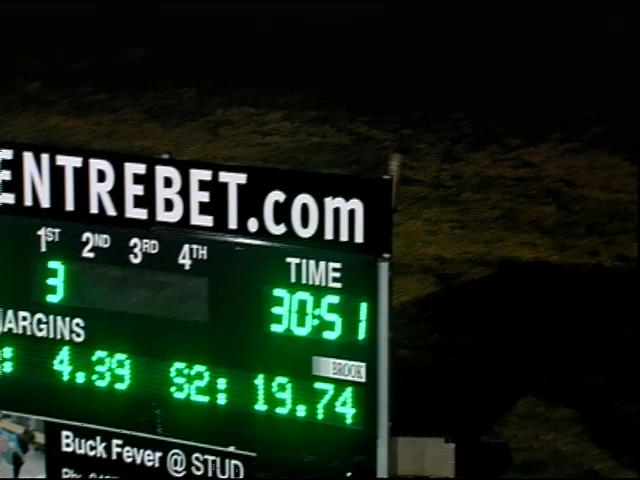 ENTREBET.com
1ST 2ND 3RD 4TH
TIME
3
30:51
ARGINS
BROOK
: 4.39 S2: 19.74
Buck Fever @ STUD